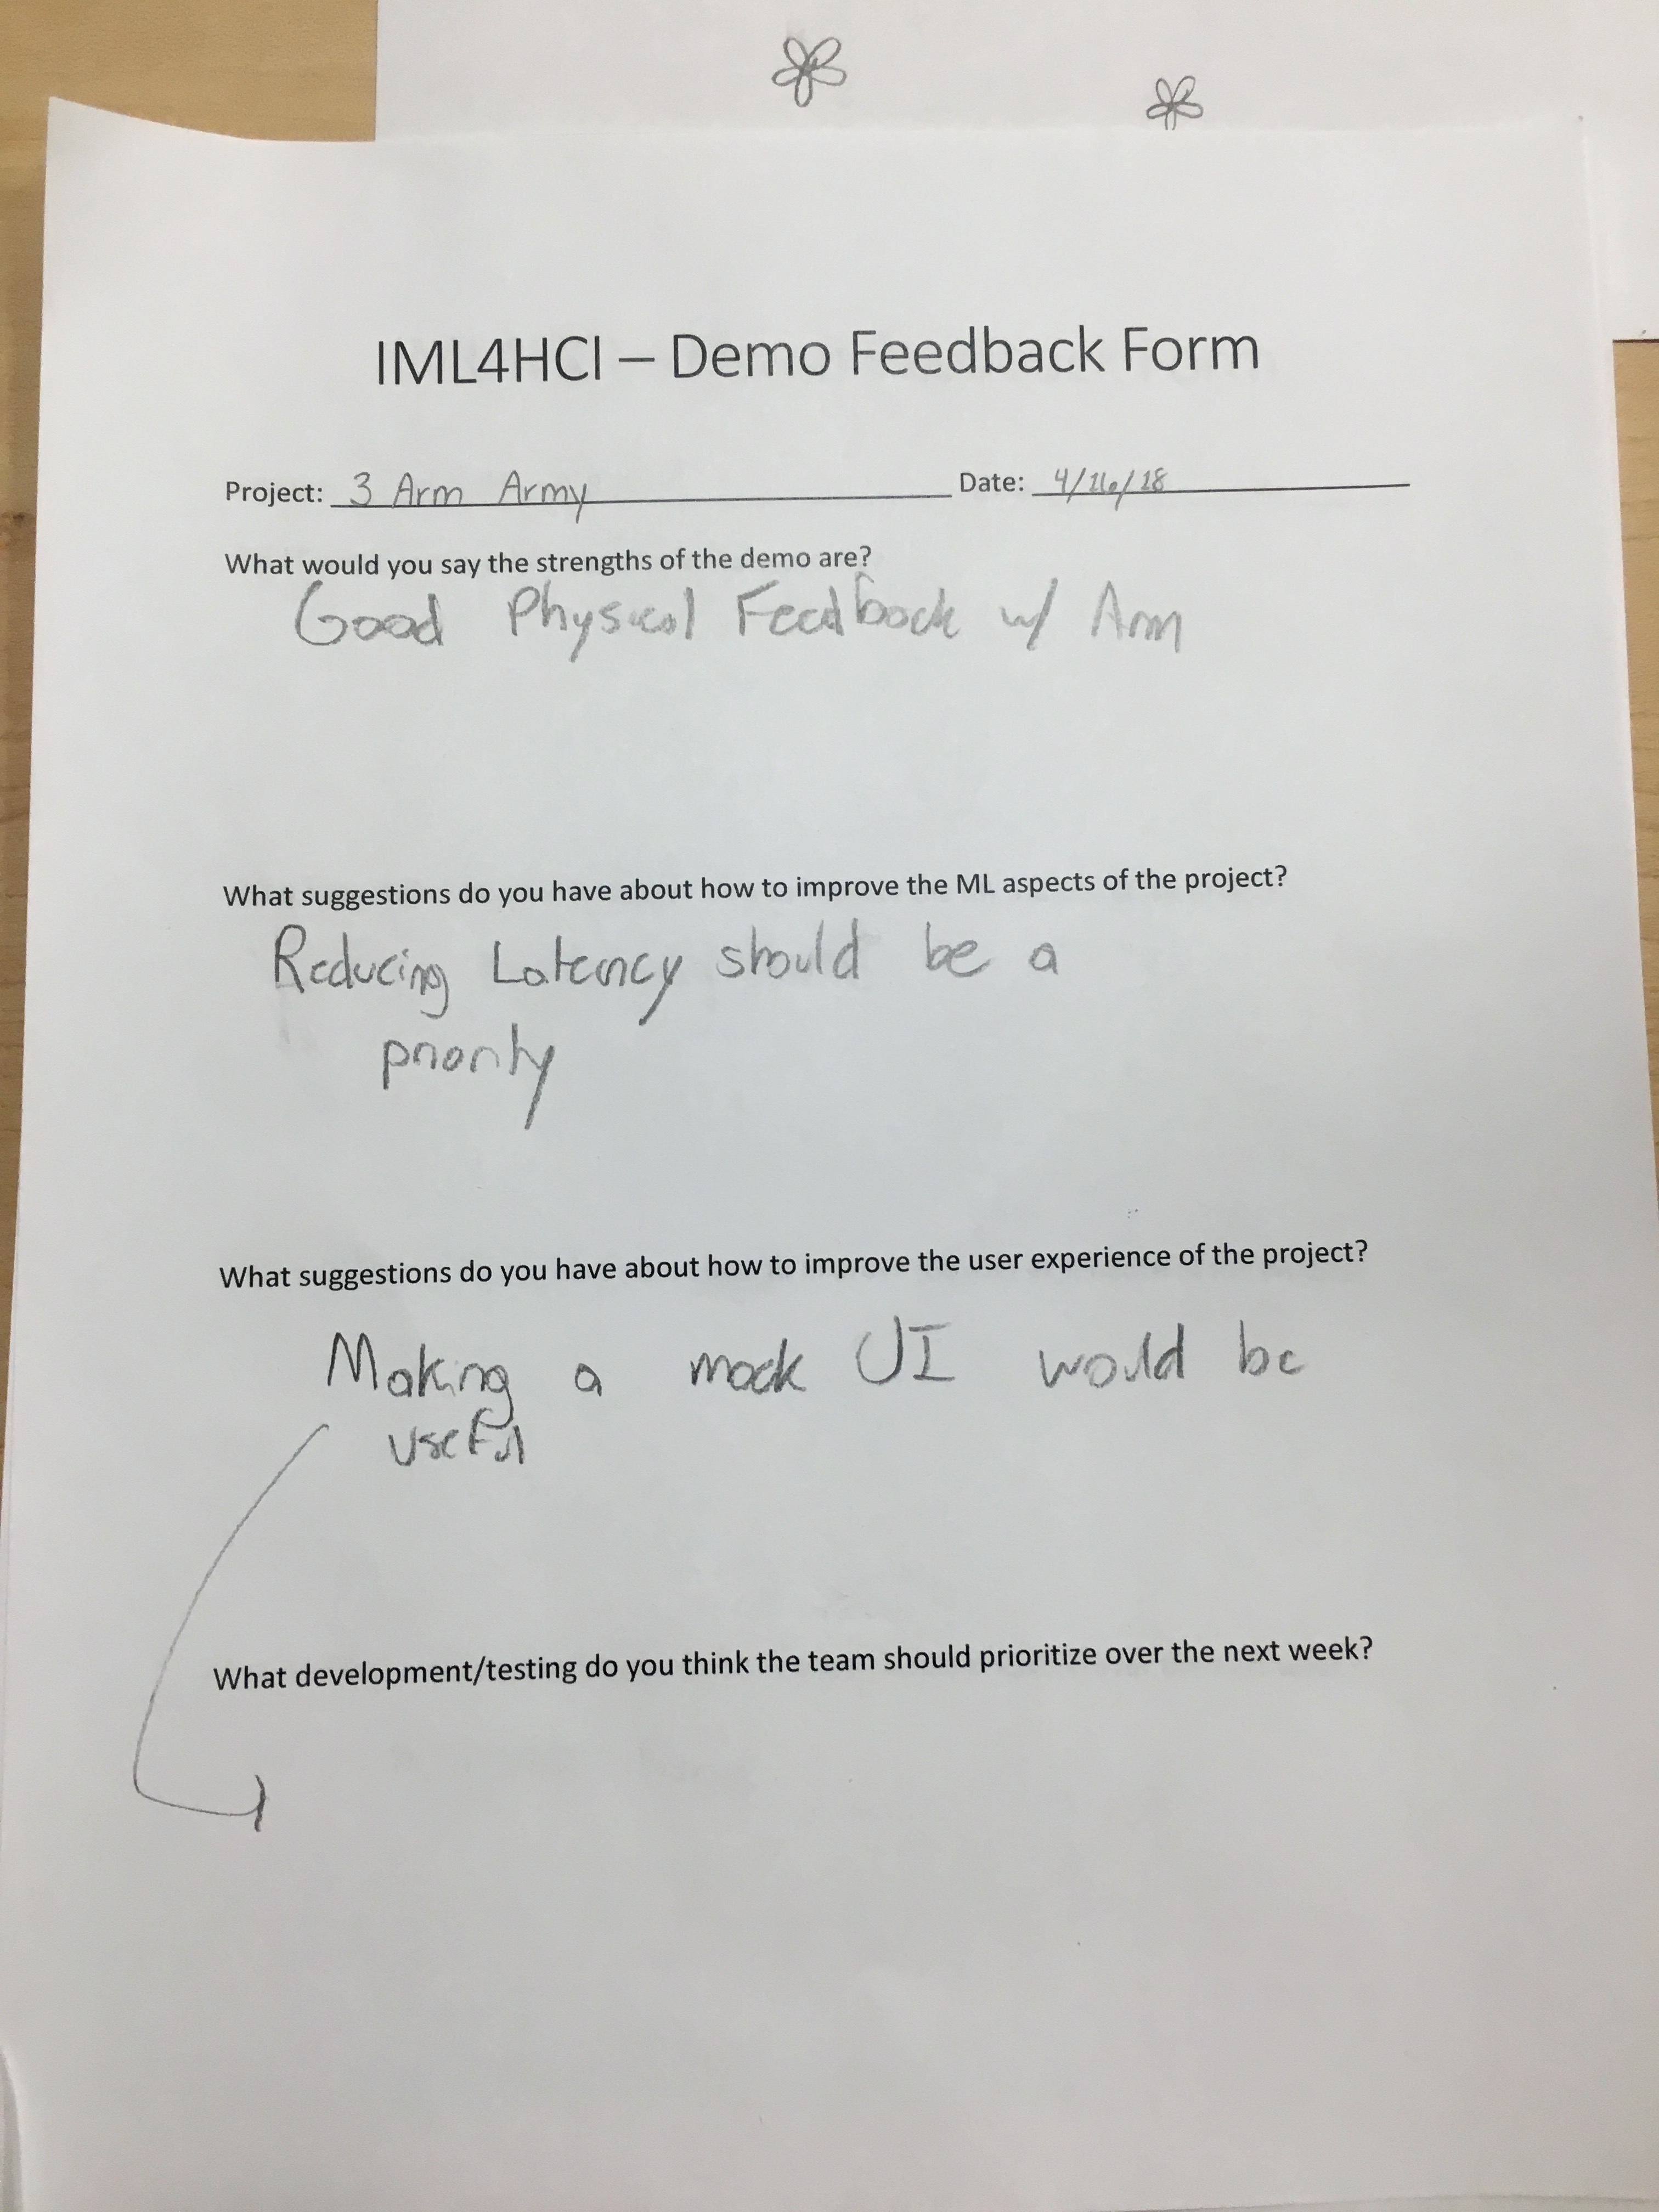 IML4HCI – Demo Feedback Form
Project: 3 Arm Army Date: 4/16/18
What would you say the strengths of the demo are?
Good Physical Feedback w/ Arm
What suggestions do you have about how to improve the ML aspects of the project?
Reducing Latency should be a
priority
What suggestions do you have about how to improve the user experience of the project?
Making a mock UI would be
useful
What development/testing do you think the team should prioritize over the next week?